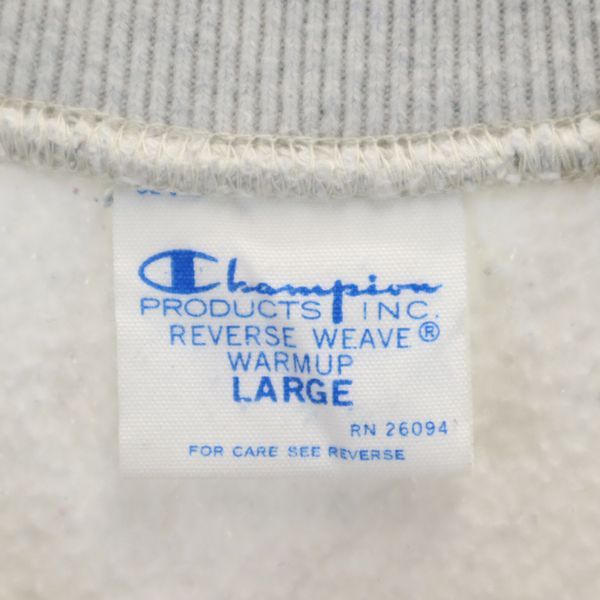 Champion
PRODUCTS INC.
REVERSE WEAVE®
WARMUP
LARGE
RN 26094
FOR CARE SEE REVERSE